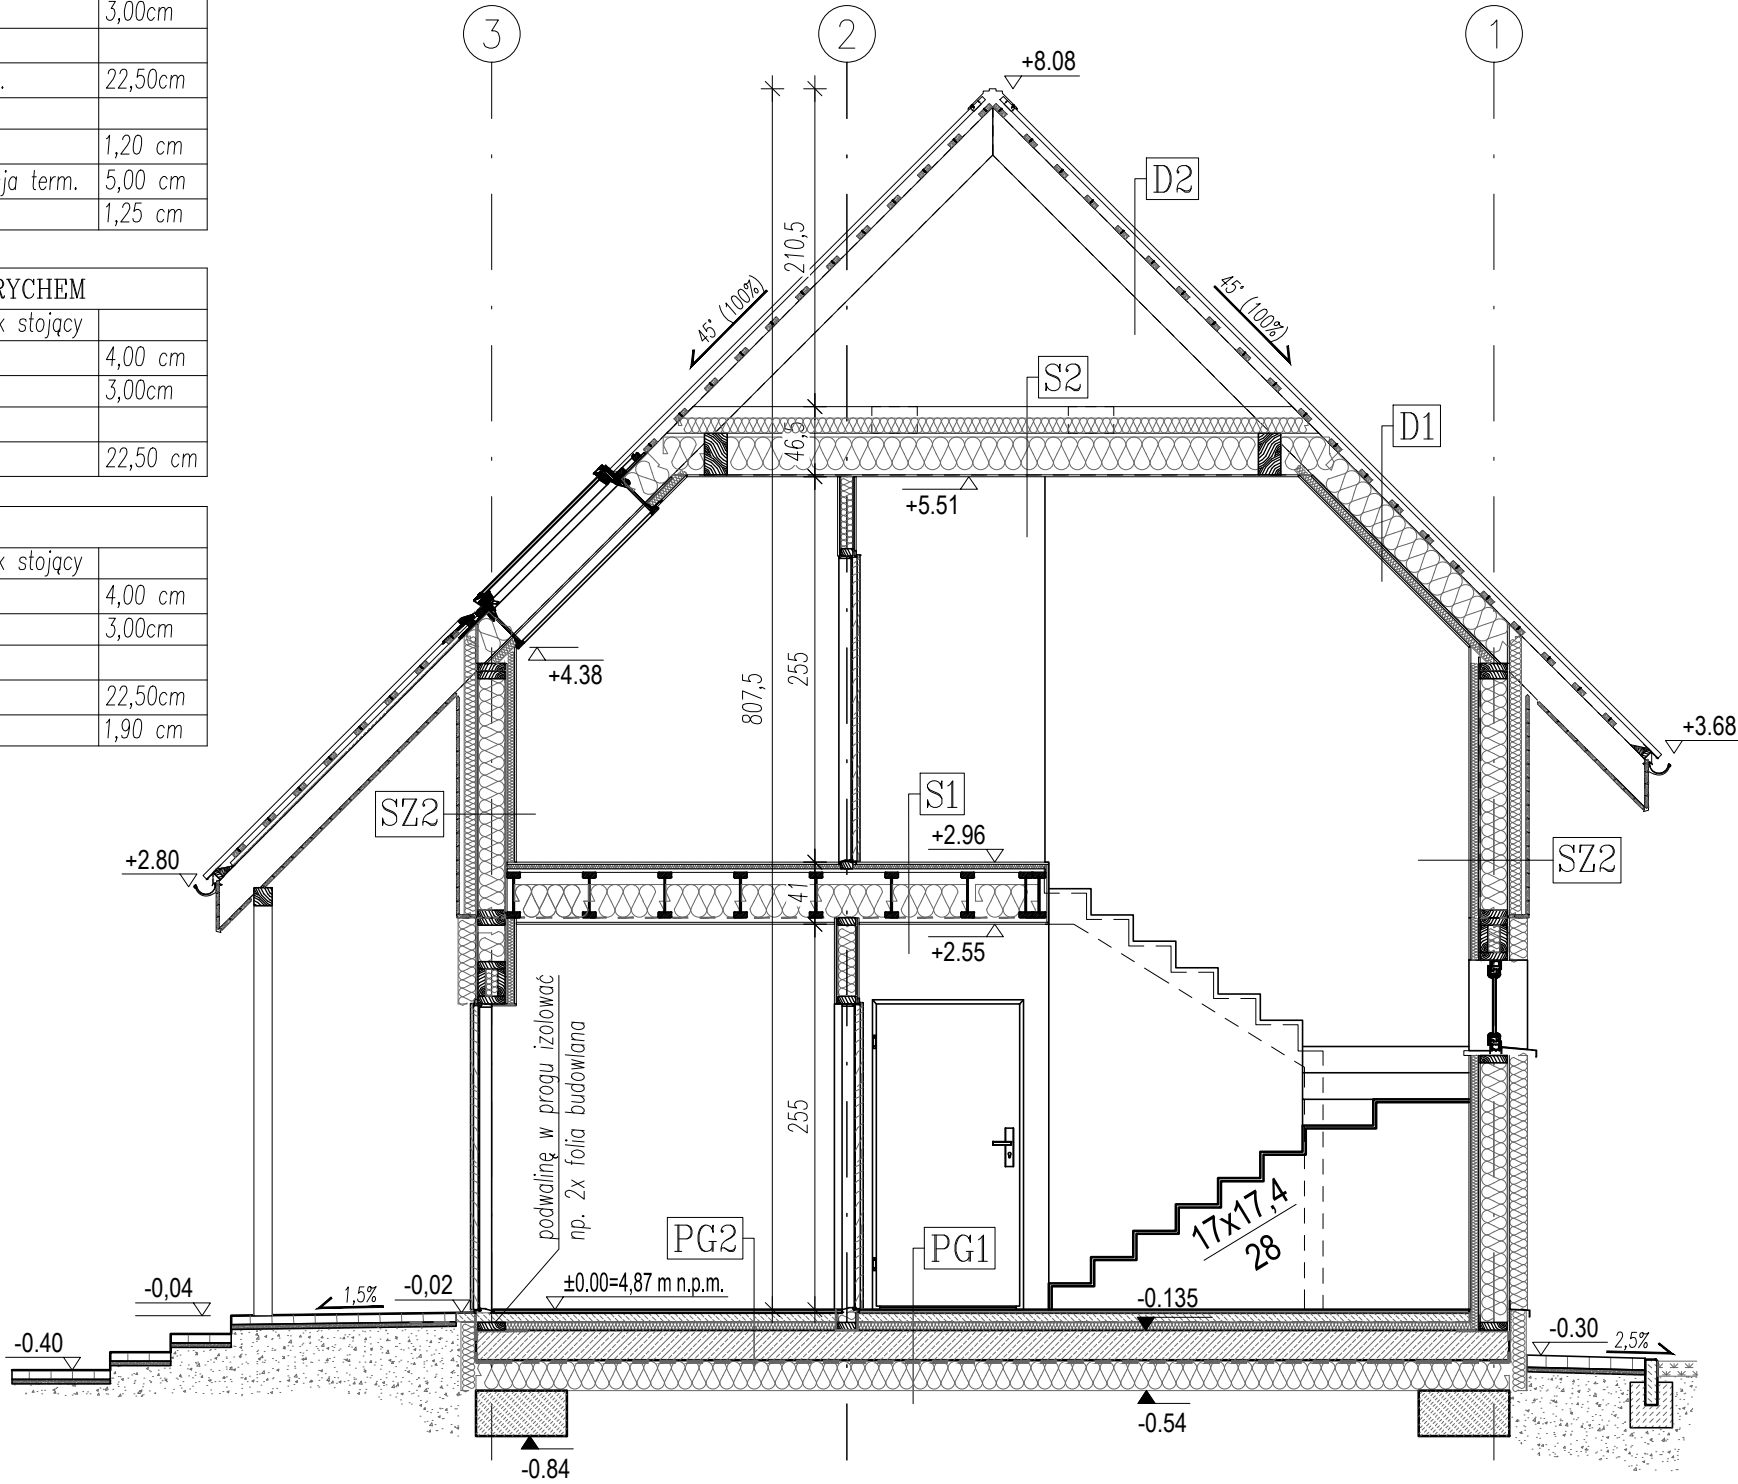 3,00cm
. 22,50cm
1,20 cm
ja term. 5,00 cm
1,25 cm
RYCHEM
k stojący
4,00 cm
3,00cm
22,50 cm
k stojący
4,00 cm
3,00cm
22,50cm
1,90 cm
3
2
1
+8.08
D2
210,5
45° (100%)
45° (100%)
S2
D1
46,5
+5.51
+4.38
807,5
255
+3.68
SZ2
S1
+2.96
SZ2
+2.80
41
+2.55
podwalinę w progu izolować
np. 2x folia budowlana
255
17x17,4
28
PG2
PG1
±0.00=4,87 m n.p.m.
-0,04
1,5%
-0,02
-0.135
-0.40
-0.30
2,5%
-0.54
-0.84